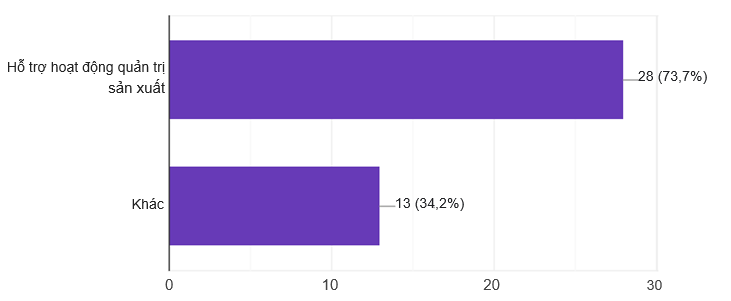 Hỗ trợ hoạt động quản trị
sản xuất
28 (73,7%)
Khác
13 (34,2%)
0
10
20
30